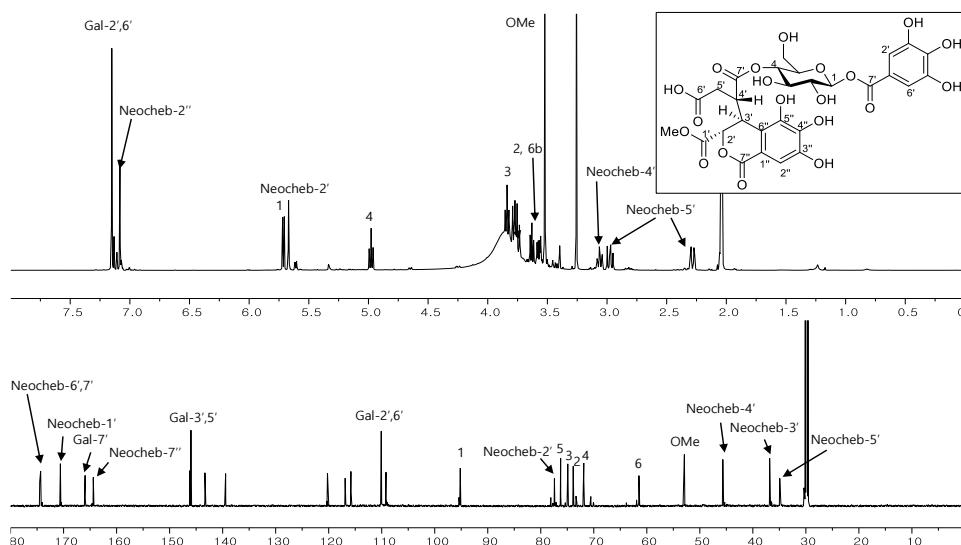 Gal-2′,6′
Neocheb-2′′
Neocheb-2′
1
4
OMe
2, 6b
3
Neocheb-4′
Neocheb-5′
7.5 7.0 6.5 6.0 5.5 5.0 4.5 4.0 3.5 3.0 2.5 2.0 1.5 1.0 0.5 0
HO
OH
OH
OH
OH
2'
6'
7'
O
O
1
4
HO
OH
O
O
7'
O
6'
5'
4'
H
HO
O
H
3'
OH
5''
6''
4''
OH
MeO
1'
2'
O
O
7''
1''
3''
OH
2''
O
Neocheb-6′,7′
Neocheb-1′
Gal-7′
Neocheb-7′′
Gal-3′,5′
Gal-2′,6′
1
Neocheb-2′
5
3
2
4
6
OMe
Neocheb-4′
Neocheb-3′
Neocheb-5′
180 170 160 150 140 130 120 110 100 90 80 70 60 50 40 30 20 10 0